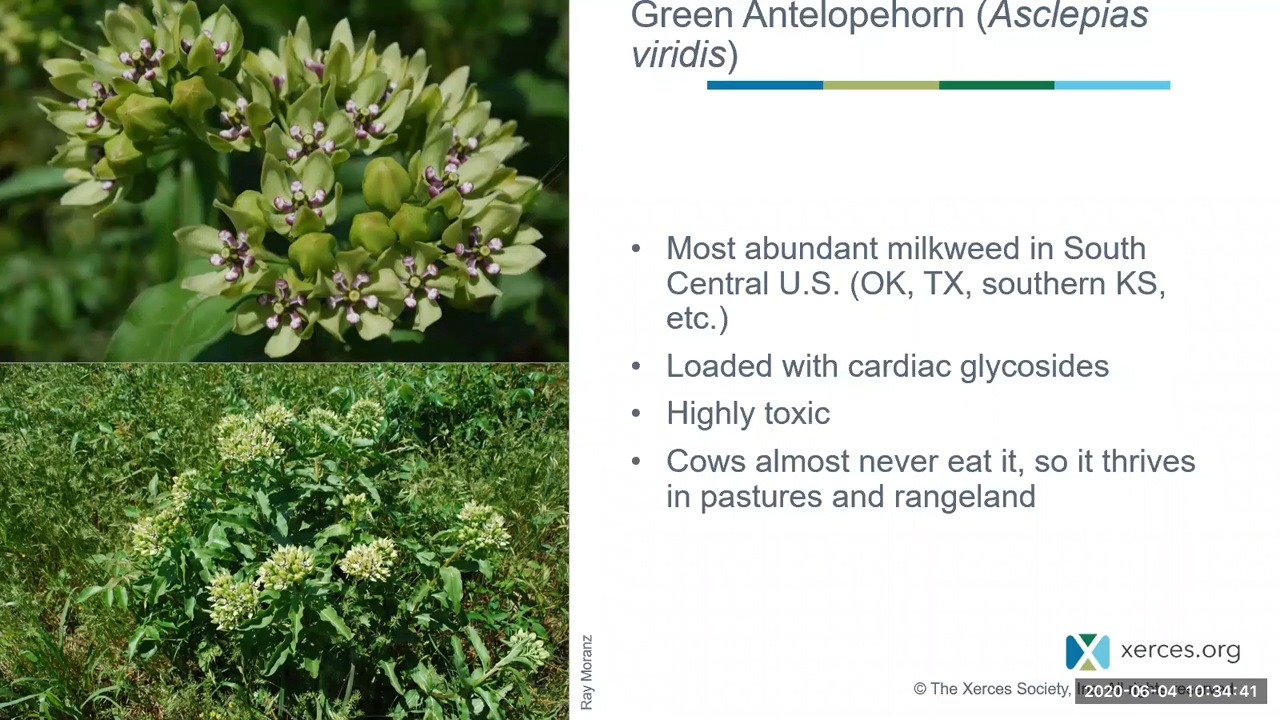 Green Antelopehorn (Asclepias
viridis)
• Most abundant milkweed in South
Central U.S. (OK, TX, southern KS,
etc.)
• Loaded with cardiac glycosides
• Highly toxic
• Cows almost never eat it, so it thrives
in pastures and rangeland
Ray Moranz
xerces.org
© The Xerces Society,
2020-06-04 10:34:41